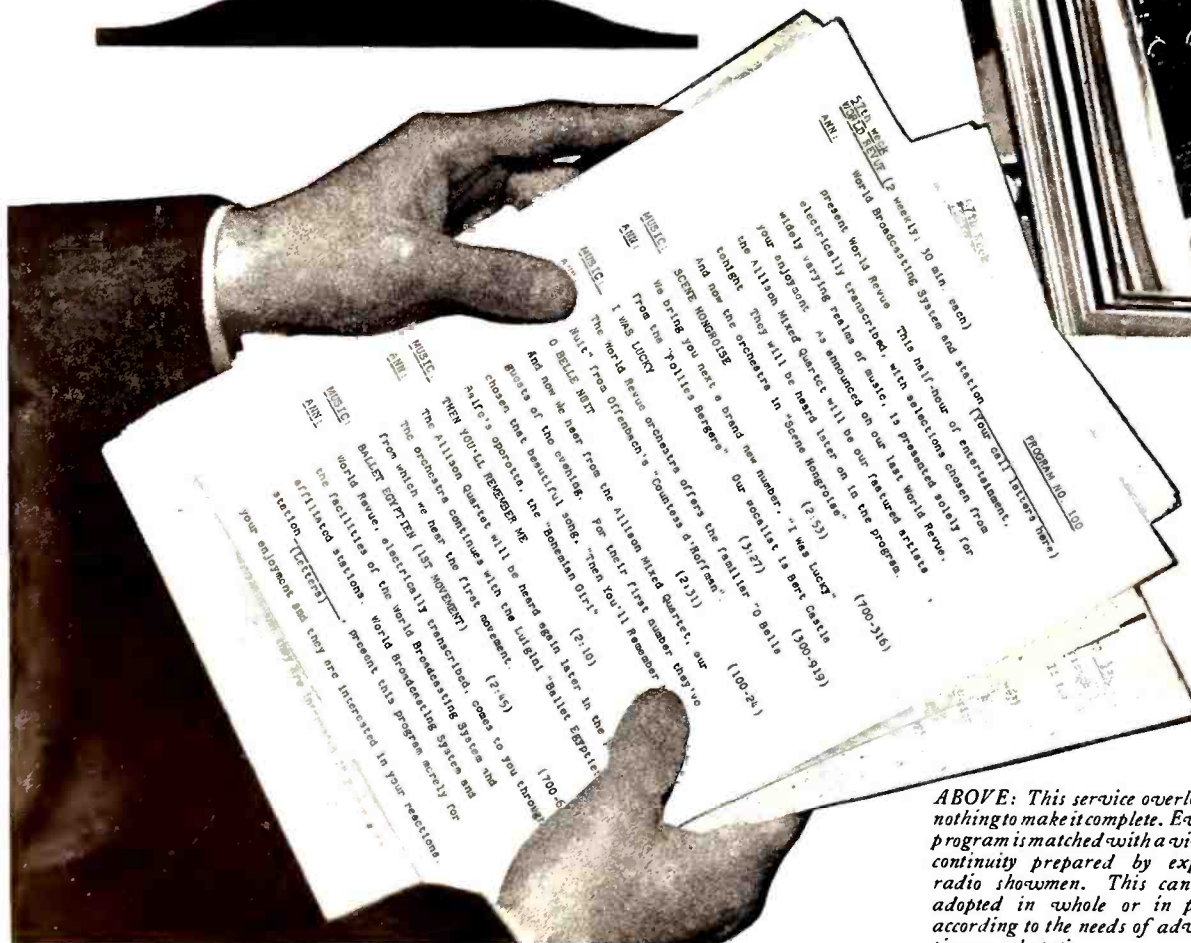 57th week
WORLD REVUE (2 weekly; 30 min. each)
PROGRAM NO. 100
ANN: World Broadcasting System and station (Your call letters here)
present World Revue This half-hour of entertainment,
electrically transcribed, with selections chosen from
widely varying realms of music, is presented solely for
your enjoyment As announced on our last World Revue,
the Allison Mixed Quartet will be our featured artists
tonight They will be heard later on in the program.
And now the orchestra in "Scene Hongroise"
MUSIC: SCENE HONGROISE (2:53) (700-316)
ANN: We bring you next a brand new number, "I Was Lucky"
from the "Follies Bergere" Our vocalist is Bert Castle
MUSIC: I WAS LUCKY (3:27) (300-919)
The World Revue orchestra offers the familiar "O Belle
Nuit" from Offenbach's "Countess d'Hoffman".
O BELLE NUIT (2:31) (100-24)
And now we hear from the Allison Mixed Quartet, our
guests of the evening. For their first number they've
chosen that beautiful song, "Then You'll Remember
operetta, the "Bohemian Girl"
MUSIC: THEN YOU'LL REMEMBER ME (2:10)
ANN: The Allison Quartet will be heard again later in the
The orchestra continues with the Luigini "Ballet Egyptien
from which we hear the first movement.
MUSIC: BALLET EGYPTIEN (1ST MOVEMENT) (2:45) (700-6
ANN: World Revue, electrically transcribed, comes to you through
the facilities of the World Broadcasting System and
affiliated stations. World Broadcasting System and
station (Letters), present this program merely for
your enjoyment and they are interested in your reactions.
ABOVE: This service overl
nothing to make it complete. Ev
program is matched with a vi
continuity prepared by exp
radio showmen. This can
adopted in whole or in p
according to the needs of adv